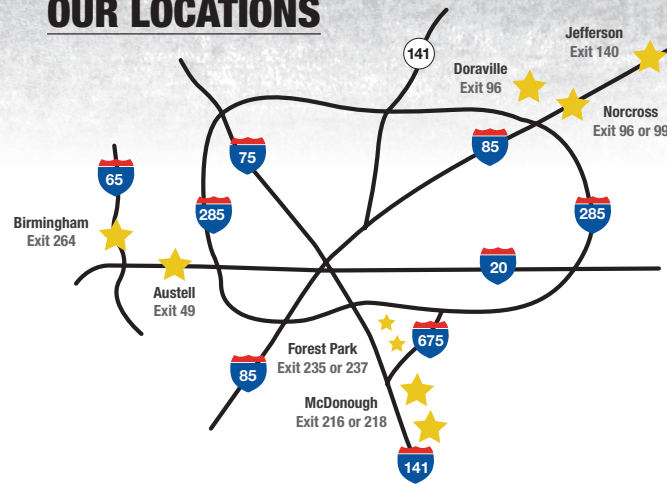 OUR LOCATIONS
Jefferson
Exit 140
141
Doraville
Exit 96
Norcross
Exit 96 or 99
85
75
65
285
285
Birmingham
Exit 264
20
Austell
Exit 49
Forest Park
Exit 235 or 237
675
85
McDonough
Exit 216 or 218
141